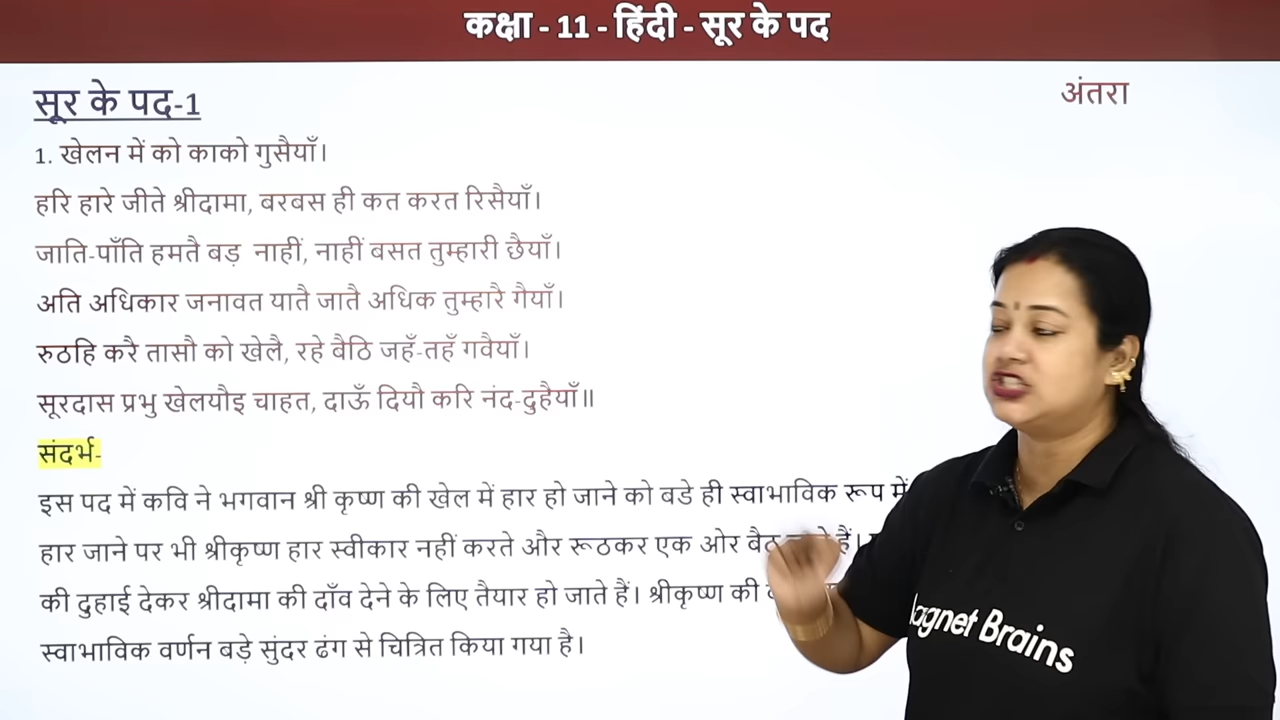 कक्षा - 11 - हिंदी - सूर के पद
सूर के पद-1
अंतरा
1. खेलन में को काको गुसैयाँ।
हरि हारे जीते श्रीदामा, बरबस ही कत करत रिसैयाँ।
जाति-पाँति हमतै बड़ नाहीं, नाहीं बसत तुम्हारी छैयाँ।
अति अधिकार जनावत यातै जातै अधिक तुम्हारै गैयाँ।
रुठहि करै तासौ को खेलै, रहे बैठि जहँ-तहँ गवैयाँ।
सूरदास प्रभु खेलयौइ चाहत, दाऊँ दियौ करि नंद-दुहैयाँ॥
संदर्भ-
इस पद में कवि ने भगवान श्री कृष्ण की खेल में हार हो जाने को बडे ही स्वाभाविक रूप में
हार जाने पर भी श्रीकृष्ण हार स्वीकार नहीं करते और रूठकर एक ओर हैं।
की दुहाई देकर श्रीदामा की दाँव देने के लिए तैयार हो जाते हैं। श्रीकृष्ण की
स्वाभाविक वर्णन बड़े सुंदर ढंग से चित्रित किया गया है।
agnet Brains